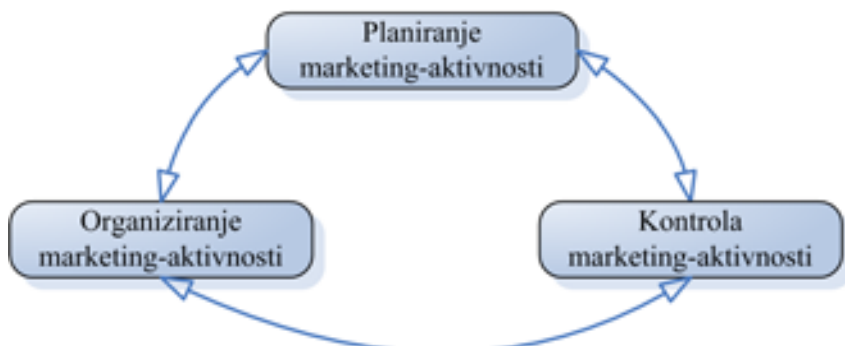 Planiranje
marketing-aktivnosti
Organiziranje
marketing-aktivnosti
Kontrola
marketing-aktivnosti